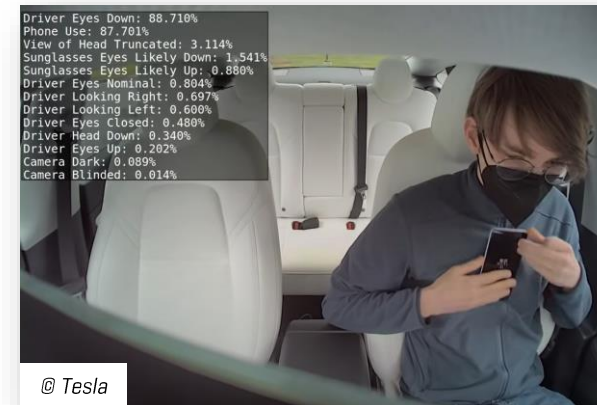 Driver Eyes Down: 88.710%
Phone Use: 87.701%
View of Head Truncated: 3.114%
Sunglasses Eyes Likely Down: 1.541%
Sunglasses Eyes Likely Up: 0.880%
Driver Eyes Nominal: 0.804%
Driver Looking Right: 0.697%
Driver Looking Left: 0.600%
Driver Eyes Closed: 0.480%
Driver Head Down: 0.340%
Driver Eyes Up: 0.202%
Camera Dark: 0.089%
Camera Blinded: 0.014%
© Tesla